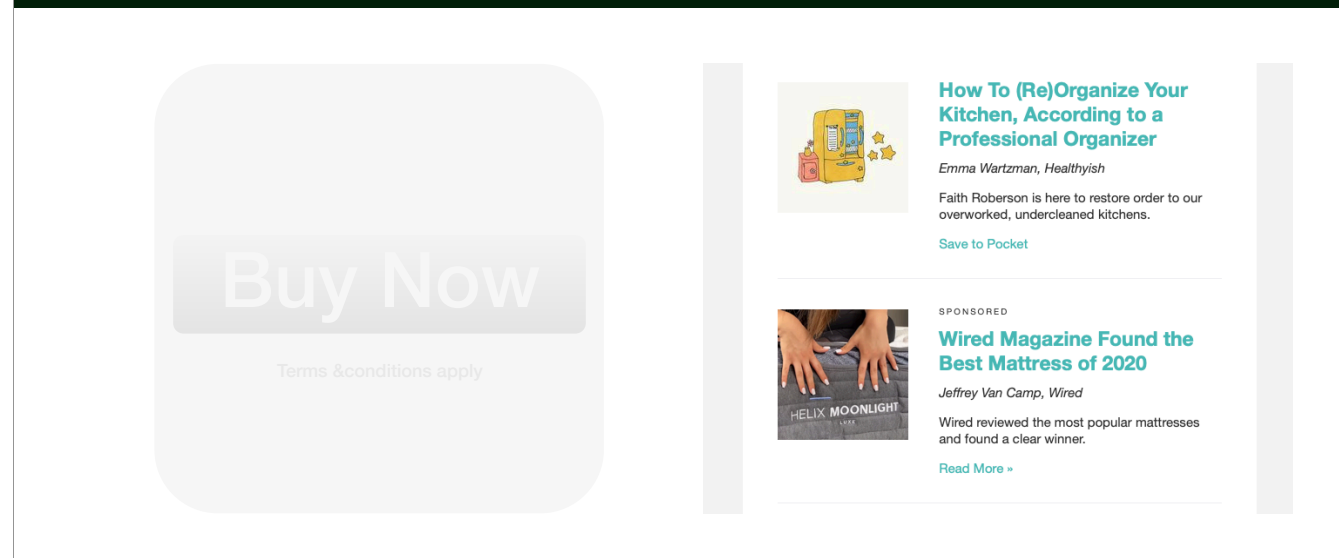 Buy Now
Terms &conditions apply
How To (Re)Organize Your
Kitchen, According to a
Professional Organizer
Emma Wartzman, Healthyish
Faith Roberson is here to restore order to our
overworked, undercleaned kitchens.
Save to Pocket
SPONSORED
Wired Magazine Found the
Best Mattress of 2020
Jeffrey Van Camp, Wired
Wired reviewed the most popular mattresses
and found a clear winner.
Read More »
HELIX MOONLIGHT
LUXE